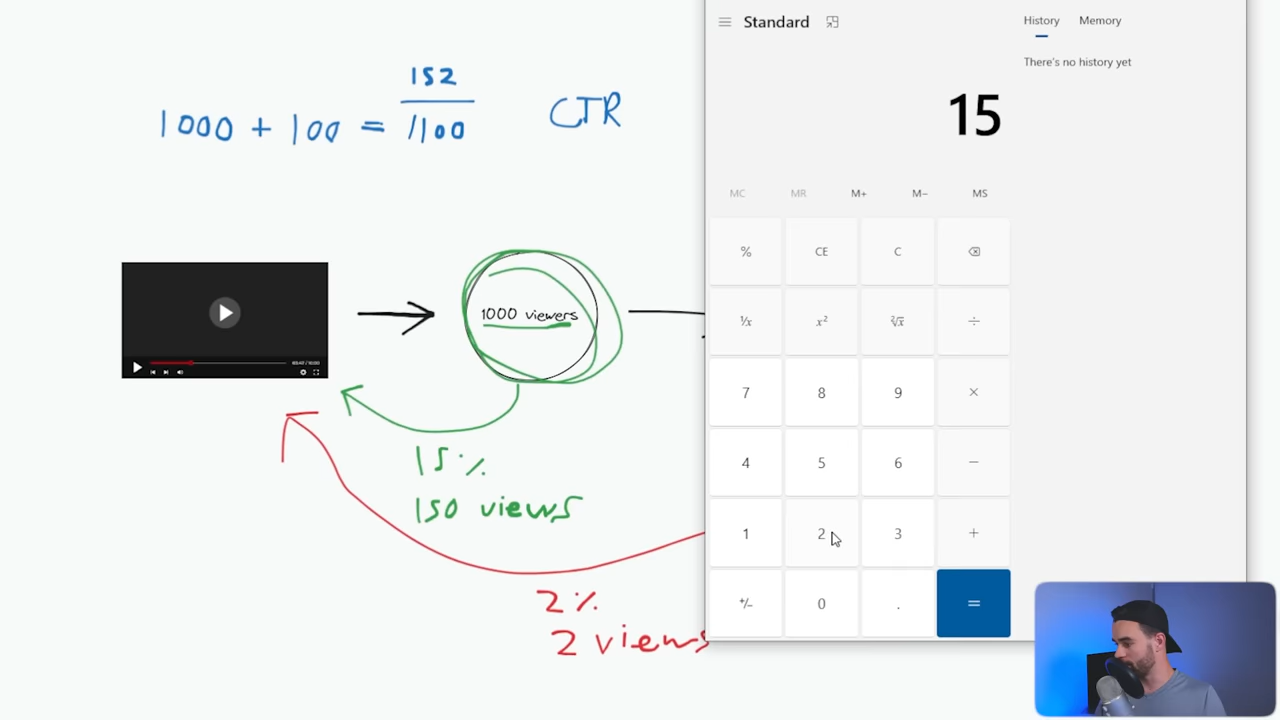 152
1000 + 100 = 1100 CTR
1000 viewers
15%
150 views
2%
2 views
Standard
History Memory
There's no history yet
15
MC MR M+ M− MS
% CE C
1/x x² ²√x ÷
7 8 9 ×
4 5 6 −
1 2 3 +
+/− 0 . =